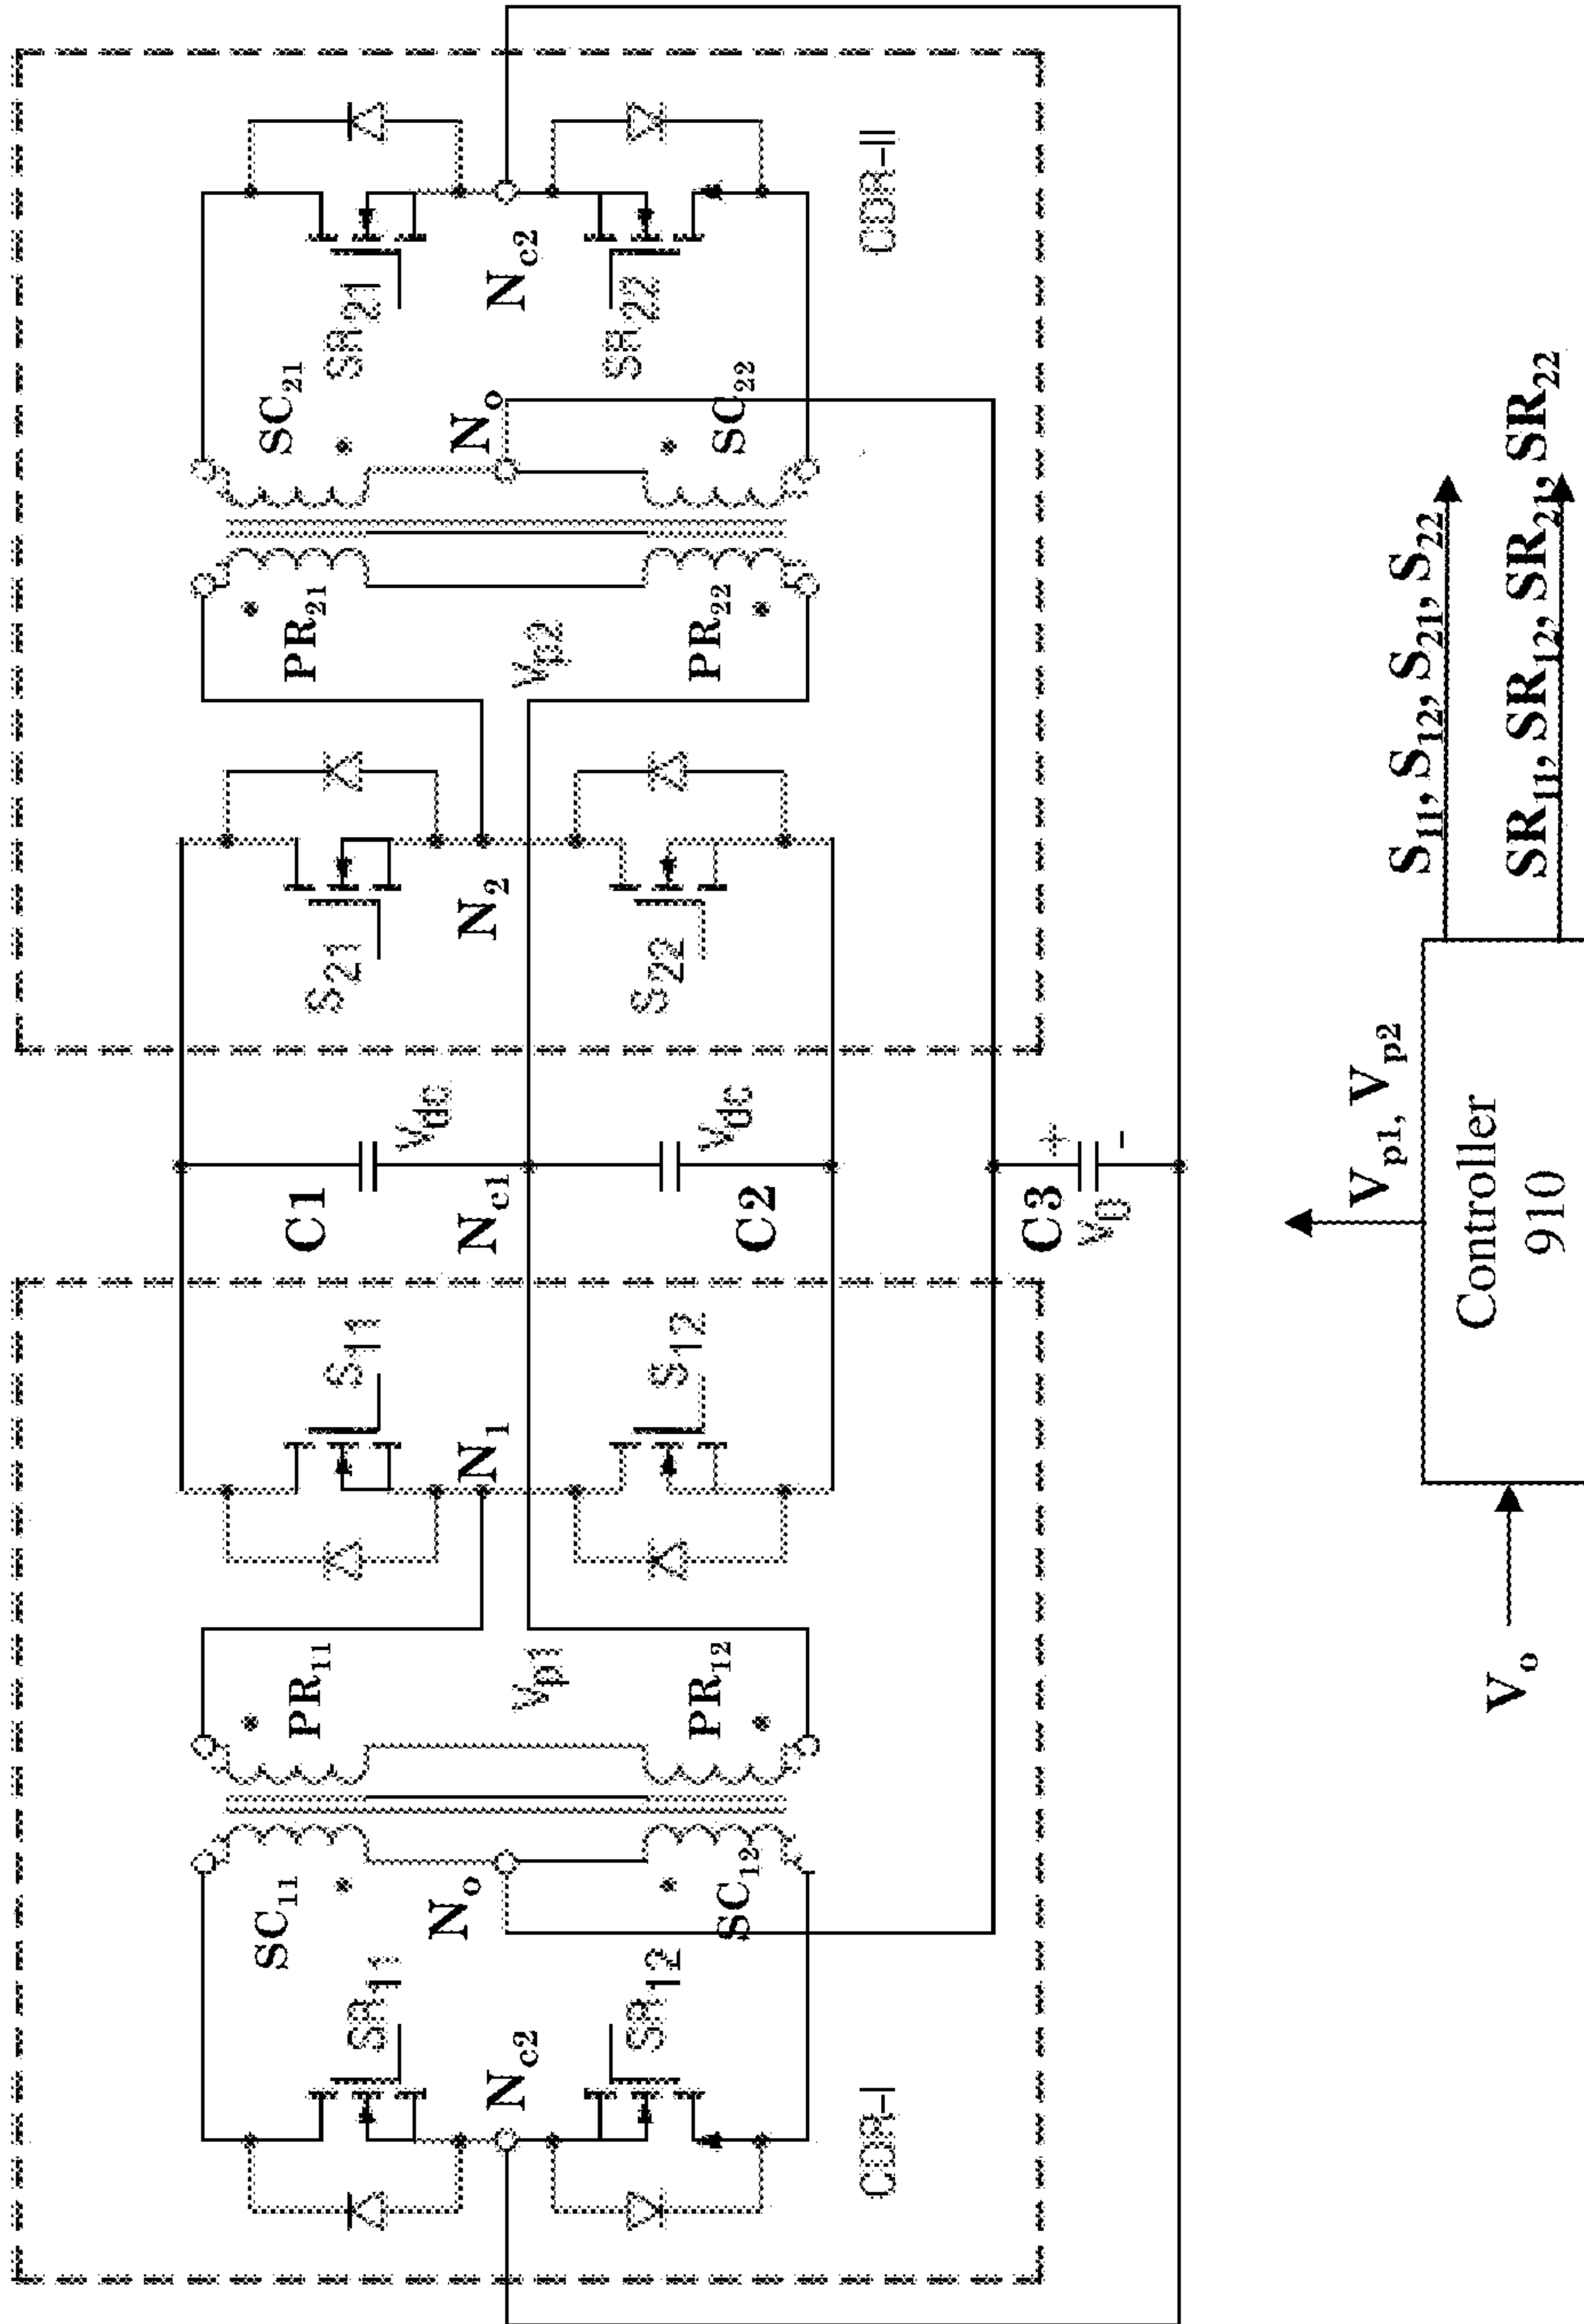 CDR-I
CDR-II
SR11
SR12
Nc2
SC11
No
SC12
PR11
Vp1
PR12
S11
N1
S12
C1
Vdc
Nc1
Vdc
C2
C3
+
-
S21
N2
S22
PR21
Vp2
PR22
SC21
No
SC22
SR21
Nc2
SR22
Vo
Controller
910
Vp1, Vp2
S11, S12, S21, S22
SR11, SR12, SR21, SR22